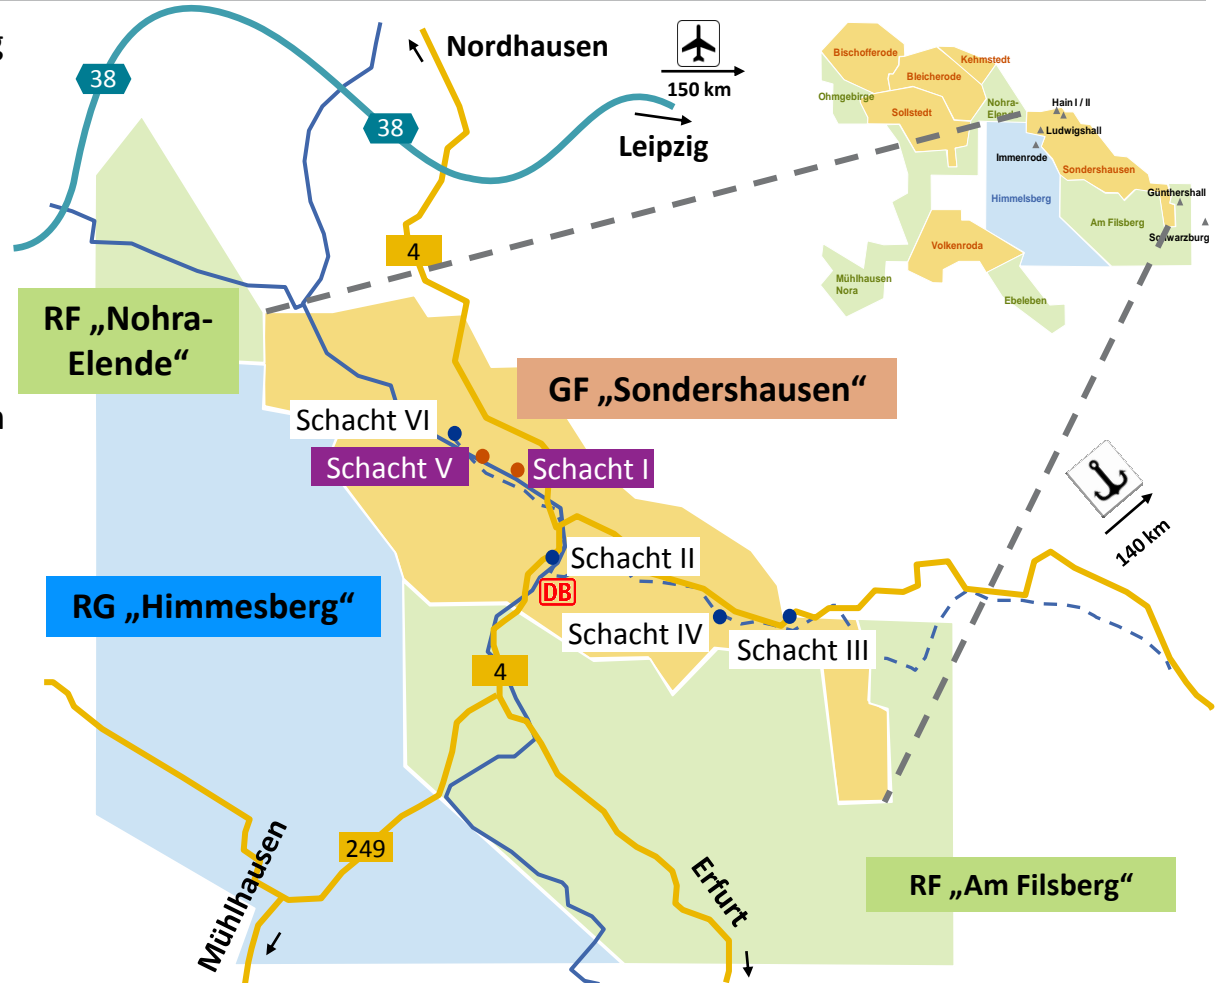 g
38
38
Nordhausen
150 km
Leipzig
Bischofferode
Kehmstedt
Bleicherode
Ohmgebirge
Sollstedt
Nohra-
Elende
Hain I / II
Ludwigshall
Immenrode
Sondershausen
Günthershall
Himmelsberg
Am Filsberg
Schwarzburg
Volkenroda
Mühlhausen
Nora
Ebeleben
4
RF „Nohra-
Elende“
GF „Sondershausen“
n
Schacht VI
Schacht V
Schacht I
140 km
Schacht II
DB
RG „Himmesberg“
Schacht IV
Schacht III
4
249
Mühlhausen
Erfurt
RF „Am Filsberg“